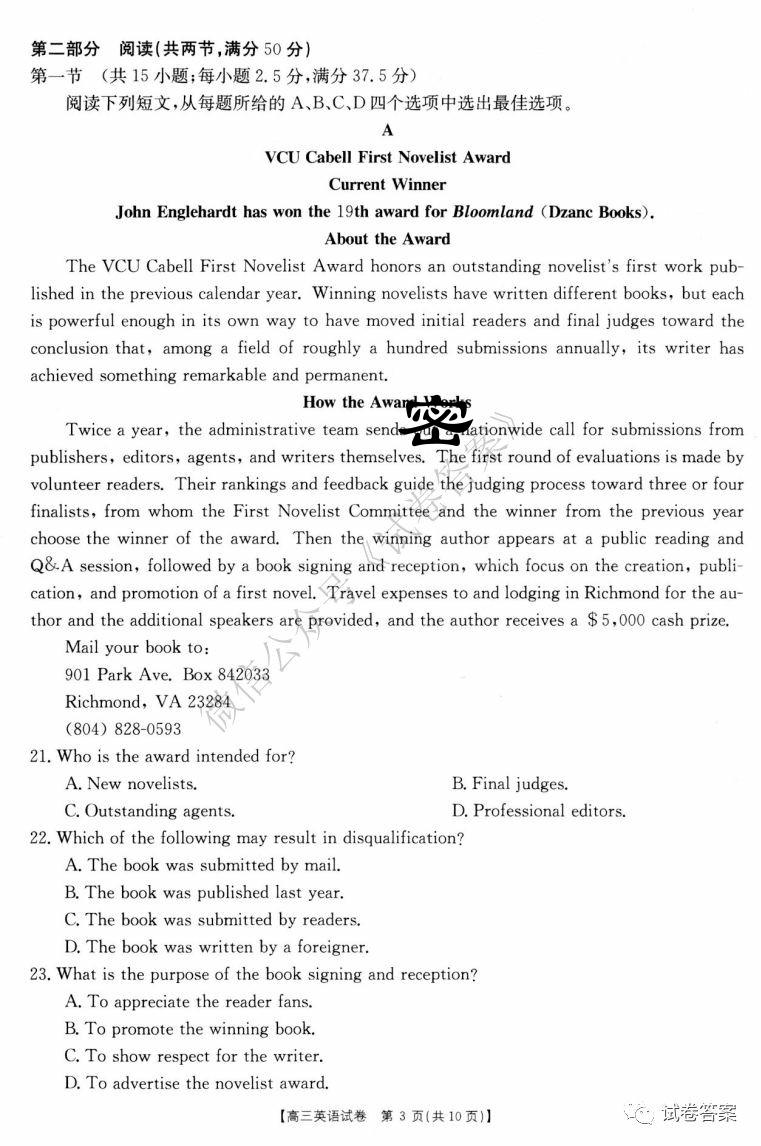 第二部分 阅读(共两节,满分 50 分)
第一节 (共 15 小题;每小题 2.5 分,满分 37.5 分)
阅读下列短文,从每题所给的 A、B、C、D 四个选项中选出最佳选项。
A
VCU Cabell First Novelist Award
Current Winner
John Englehardt has won the 19th award for Bloomland (Dzanc Books).
About the Award
The VCU Cabell First Novelist Award honors an outstanding novelist's first work pub-
lished in the previous calendar year. Winning novelists have written different books, but each
is powerful enough in its own way to have moved initial readers and final judges toward the
conclusion that, among a field of roughly a hundred submissions annually, its writer has
achieved something remarkable and permanent.
How the Award Works
密
Twice a year, the administrative team sends a nationwide call for submissions from
publishers, editors, agents, and writers themselves. The first round of evaluations is made by
volunteer readers. Their rankings and feedback guide the judging process toward three or four
finalists, from whom the First Novelist Committee and the winner from the previous year
choose the winner of the award. Then the winning author appears at a public reading and
Q&A session, followed by a book signing and reception, which focus on the creation, publi-
cation, and promotion of a first novel. Travel expenses to and lodging in Richmond for the au-
thor and the additional speakers are provided, and the author receives a $5,000 cash prize.
Mail your book to:
901 Park Ave. Box 842033
Richmond, VA 23284
(804) 828-0593
微信公众号《试卷答案》
21. Who is the award intended for?
A. New novelists. B. Final judges.
C. Outstanding agents. D. Professional editors.
22. Which of the following may result in disqualification?
A. The book was submitted by mail.
B. The book was published last year.
C. The book was submitted by readers.
D. The book was written by a foreigner.
23. What is the purpose of the book signing and reception?
A. To appreciate the reader fans.
B. To promote the winning book.
C. To show respect for the writer.
D. To advertise the novelist award.
【高三英语试卷 第 3 页(共 10 页)】
试卷答案